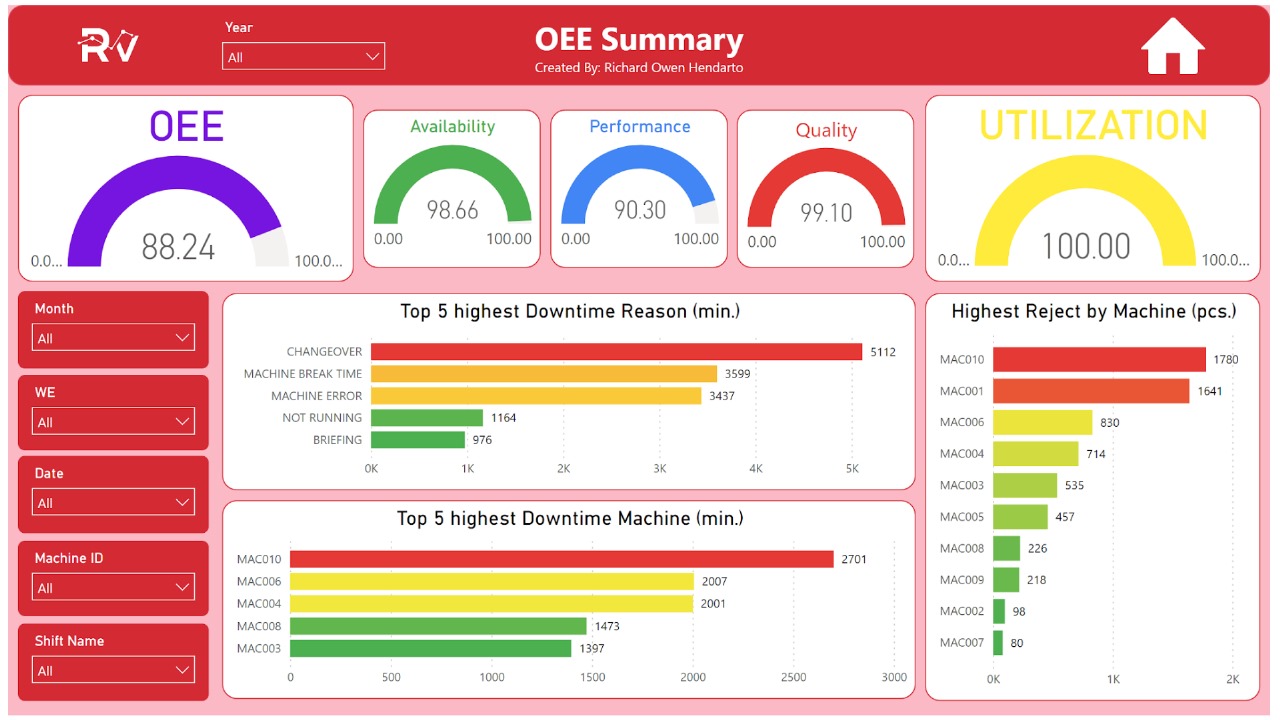 RV
Year
All
OEE Summary
Created By: Richard Owen Hendarto
OEE
88.24
0.0...
100.0...
Availability
98.66
0.00
100.00
Performance
90.30
0.00
100.00
Quality
99.10
0.00
100.00
UTILIZATION
100.00
0.0...
100.0...
Month
All
WE
All
Date
All
Machine ID
All
Shift Name
All
Top 5 highest Downtime Reason (min.)
CHANGEOVER 5112
MACHINE BREAK TIME 3599
MACHINE ERROR 3437
NOT RUNNING 1164
BRIEFING 976
0K 1K 2K 3K 4K 5K
Top 5 highest Downtime Machine (min.)
MAC010 2701
MAC006 2007
MAC004 2001
MAC008 1473
MAC003 1397
0 500 1000 1500 2000 2500 3000
Highest Reject by Machine (pcs.)
MAC010 1780
MAC001 1641
MAC006 830
MAC004 714
MAC003 535
MAC005 457
MAC008 226
MAC009 218
MAC002 98
MAC007 80
0K 1K 2K